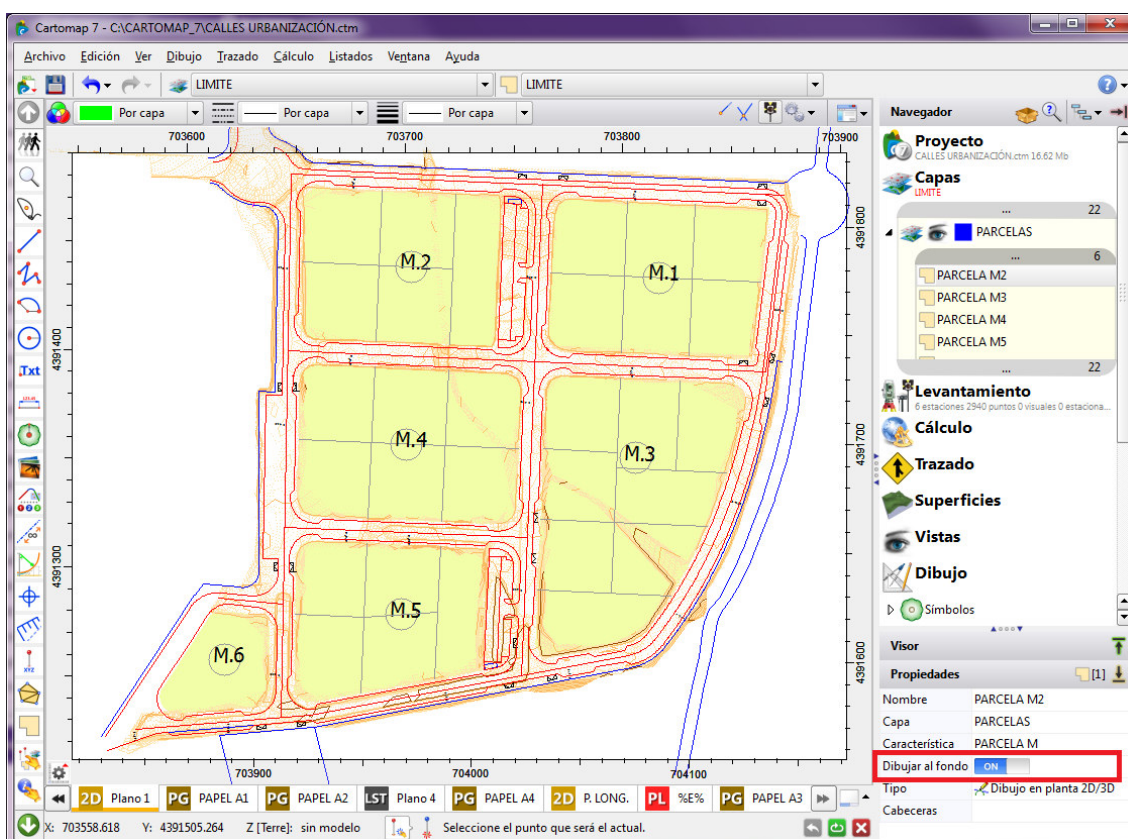 Cartomap 7 - C:\CARTOMAP_7\CALLES URBANIZACIÓN.ctm
Archivo Edición Ver Dibujo Trazado Cálculo Listados Ventana Ayuda
LIMITE LIMITE
Por capa Por capa Por capa
703600 703700 703800 703900
Navegador
Proyecto
CALLES URBANIZACIÓN.ctm 16.62 Mb
Capas
LIMITE
... 22
PARCELAS
... 6
PARCELA M2
PARCELA M3
PARCELA M4
PARCELA M5
... 22
Levantamiento
6 estaciones 2940 puntos 0 visuales 0 estaciona...
Cálculo
Trazado
Superficies
Vistas
Dibujo
Símbolos
Visor
Propiedades [1]
Nombre PARCELA M2
Capa PARCELAS
Característica PARCELA M
Dibujar al fondo ON
Tipo Dibujo en planta 2D/3D
Cabeceras
Txt
XYZ
M.2
M.1
M.4
M.3
M.5
M.6
4391400
4391300
4391800
4391700
4391600
703900 704000 704100
2D Plano 1 PG PAPEL A1 PG PAPEL A2 LST Plano 4 PG PAPEL A4 2D P. LONG. PL %E% PG PAPEL A3
X: 703558.618 Y: 4391505.264 Z [Terre]: sin modelo Seleccione el punto que será el actual.